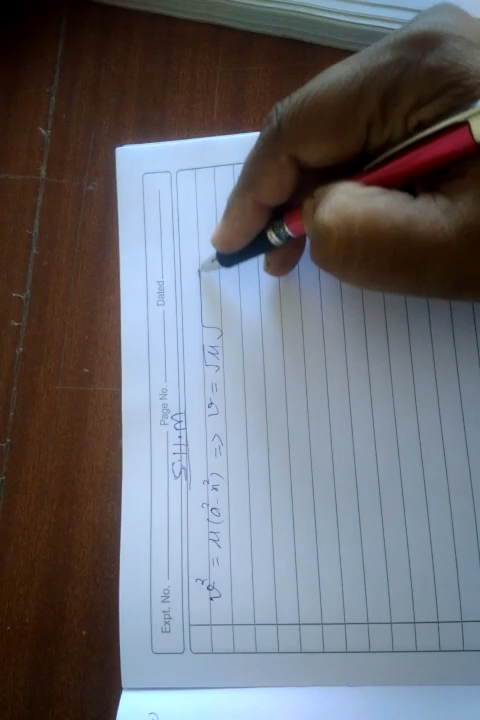 Expt. No. Page No. Dated
S.H.M
v² = μ(a² - x²) => v = √μ √